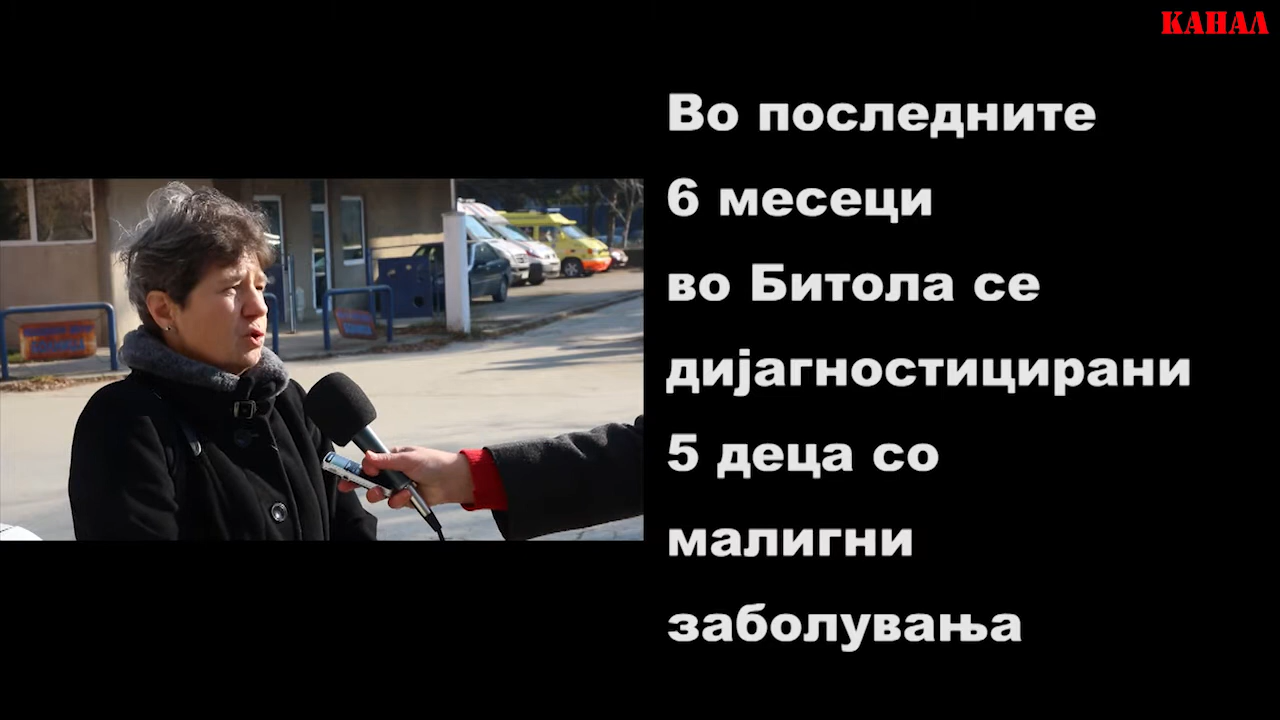 КАНАЛ
Во последните
6 месеци
во Битола се
дијагностицирани
5 деца со
малигни
заболувања